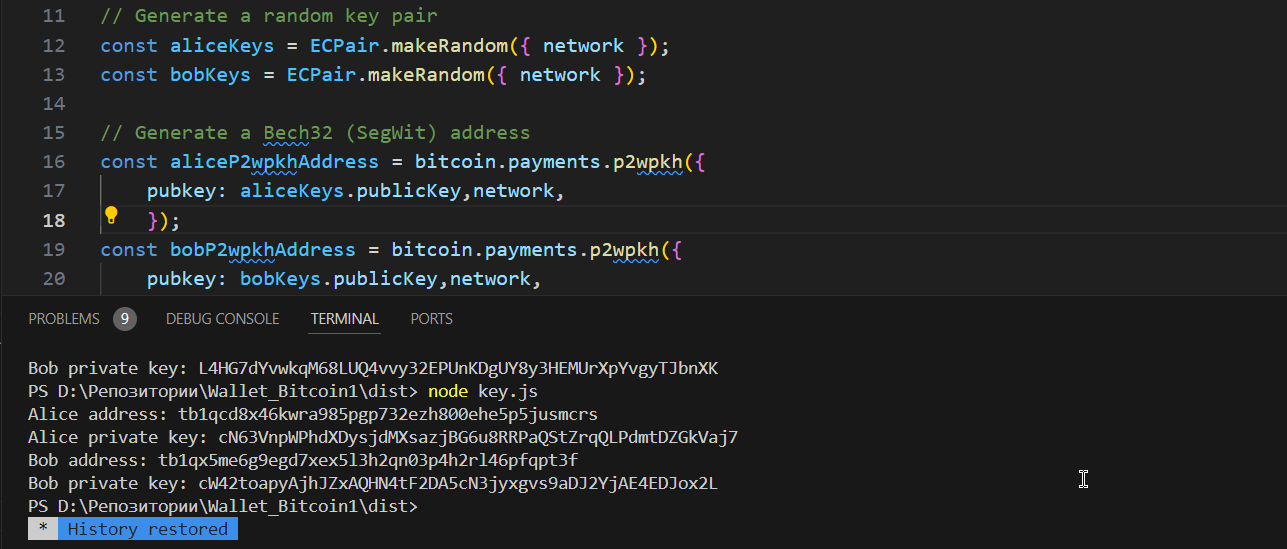 11 // Generate a random key pair
12 const aliceKeys = ECPair.makeRandom({ network });
13 const bobKeys = ECPair.makeRandom({ network });
14
15 // Generate a Bech32 (SegWit) address
16 const aliceP2wpkhAddress = bitcoin.payments.p2wpkh({
17 pubkey: aliceKeys.publicKey,network,
18 });
19 const bobP2wpkhAddress = bitcoin.payments.p2wpkh({
20 pubkey: bobKeys.publicKey,network,
PROBLEMS 9 DEBUG CONSOLE TERMINAL PORTS
Bob private key: L4HG7dYvwkqM68LUQ4vvy32EPUnKDgUY8y3HEMUrXpYvgyTJbnXK
PS D:\Репозитории\Wallet_Bitcoin1\dist> node key.js
Alice address: tb1qcd8x46kwra985pgp732ezh800ehe5p5jusmcrs
Alice private key: cN63VnpWPhdXDysjdMXsazjBG6u8RRPaQStZrqQLPdmtDZGkVaj7
Bob address: tb1qx5me6g9egd7xex5l3h2qn03p4h2rl46pfqpt3f
Bob private key: cW42toapyAjhJZxAQHN4tF2DA5cN3jyxgvs9aDJ2YjAE4EDJox2L
PS D:\Репозитории\Wallet_Bitcoin1\dist>
* History restored